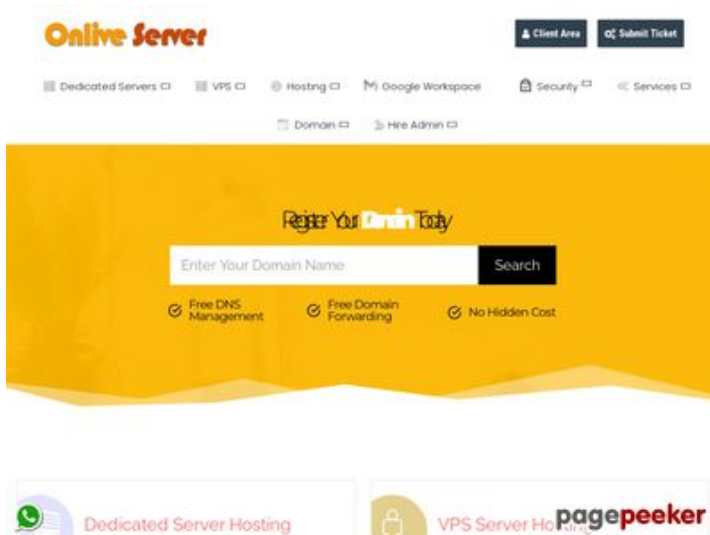 Onlive Server
Client Area
Submit Ticket
Dedicated Servers
VPS
Hosting
Google Workspace
Security
Services
Domain
Hire Admin
Register Your Domain Today
Enter Your Domain Name
Search
Free DNS
Management
Free Domain
Forwarding
No Hidden Cost
Dedicated Server Hosting
VPS Server Hosting
pagepeeker